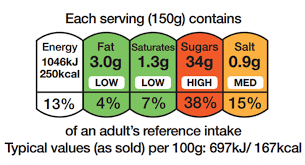 Each serving (150g) contains
Energy Fat Saturates Sugars Salt
1046kJ 3.0g 1.3g 34g 0.9g
250kcal LOW LOW HIGH MED
13% 4% 7% 38% 15%
of an adult's reference intake
Typical values (as sold) per 100g: 697kJ/ 167kcal